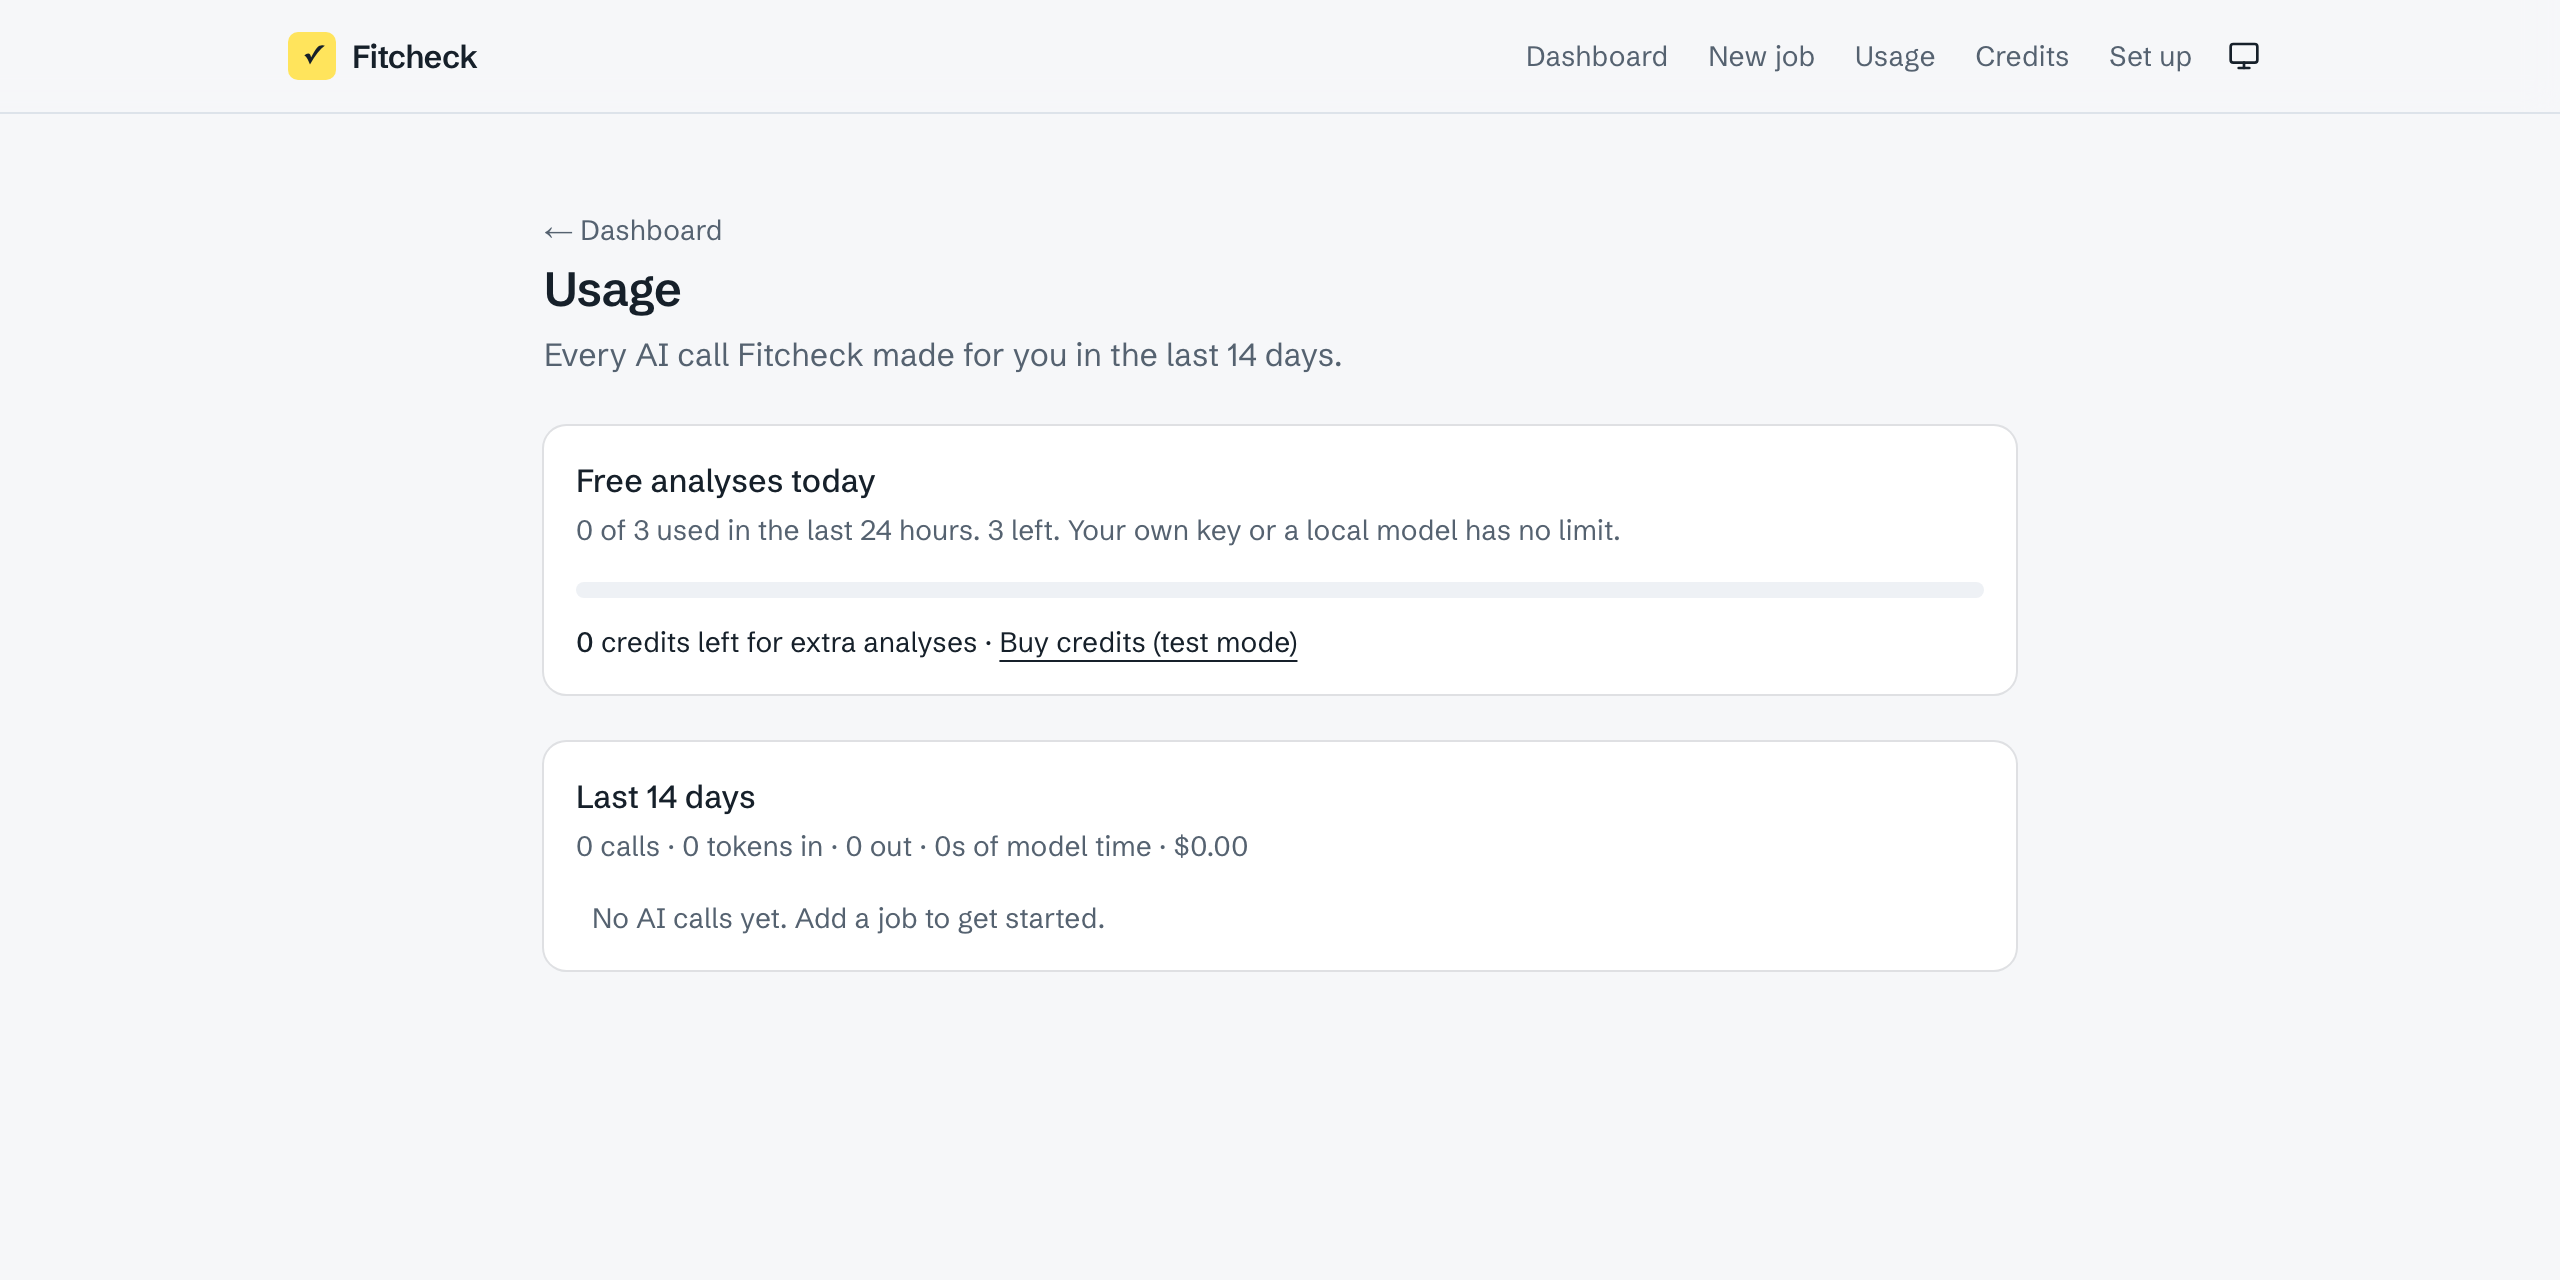 Fitcheck
Dashboard New job Usage Credits Set up
← Dashboard
Usage
Every AI call Fitcheck made for you in the last 14 days.
Free analyses today
0 of 3 used in the last 24 hours. 3 left. Your own key or a local model has no limit.
0 credits left for extra analyses · Buy credits (test mode)
Last 14 days
0 calls · 0 tokens in · 0 out · 0s of model time · $0.00
No AI calls yet. Add a job to get started.